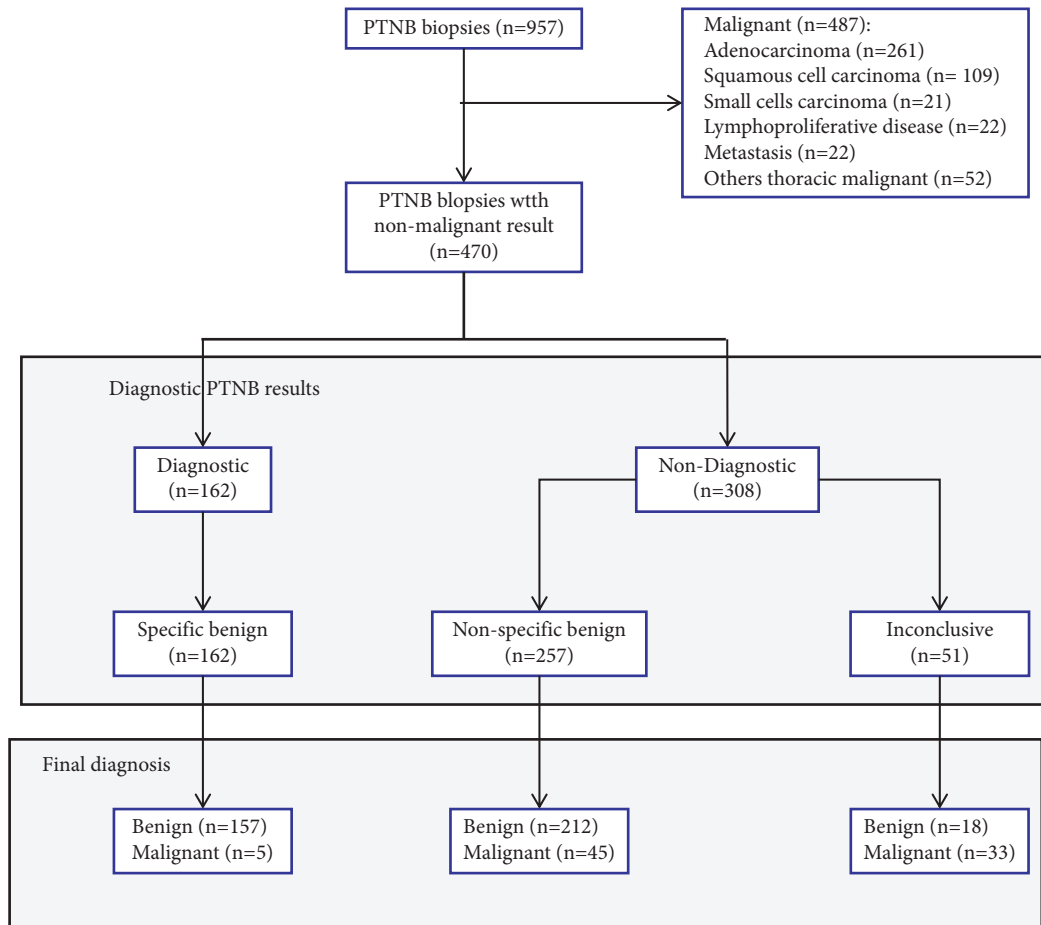 PTNB biopsies (n=957)
Malignant (n=487):
Adenocarcinoma (n=261)
Squamous cell carcinoma (n= 109)
Small cells carcinoma (n=21)
Lymphoproliferative disease (n=22)
Metastasis (n=22)
Others thoracic malignant (n=52)
PTNB blopsies wtth
non-malignant result
(n=470)
Diagnostic PTNB results
Diagnostic
(n=162)
Non-Diagnostic
(n=308)
Specific benign
(n=162)
Non-specific benign
(n=257)
Inconclusive
(n=51)
Final diagnosis
Benign (n=157)
Malignant (n=5)
Benign (n=212)
Malignant (n=45)
Benign (n=18)
Malignant (n=33)